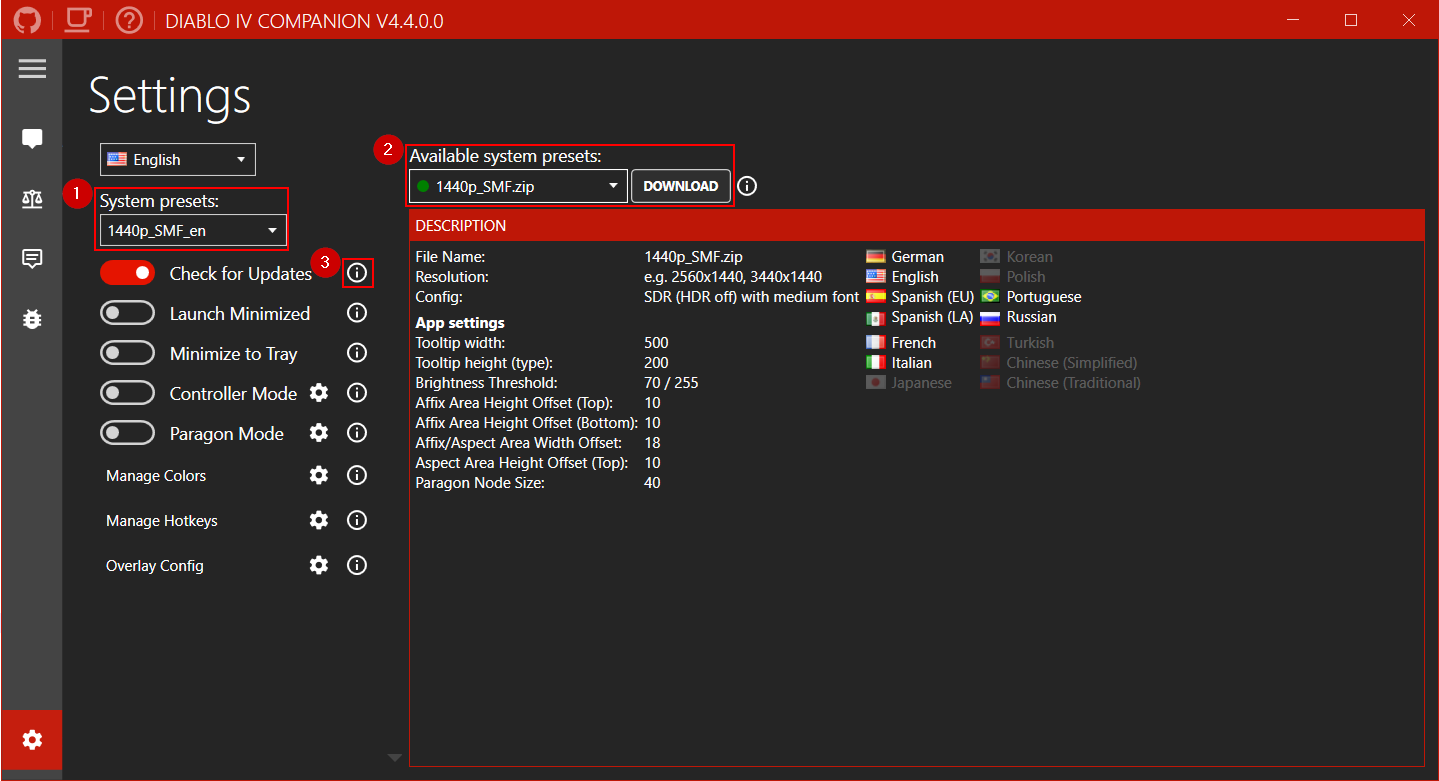 DIABLO IV COMPANION V4.4.0.0
Settings
English
1
System presets:
1440p_SMF_en
Check for Updates
3
Launch Minimized
Minimize to Tray
Controller Mode
Paragon Mode
Manage Colors
Manage Hotkeys
Overlay Config
2
Available system presets:
1440p_SMF.zip DOWNLOAD
DESCRIPTION
File Name: 1440p_SMF.zip
Resolution: e.g. 2560x1440, 3440x1440
Config: SDR (HDR off) with medium font
App settings
Tooltip width: 500
Tooltip height (type): 200
Brightness Threshold: 70 / 255
Affix Area Height Offset (Top): 10
Affix Area Height Offset (Bottom): 10
Affix/Aspect Area Width Offset: 18
Aspect Area Height Offset (Top): 10
Paragon Node Size: 40
German Korean
English Polish
Spanish (EU) Portuguese
Spanish (LA) Russian
French Turkish
Italian Chinese (Simplified)
Japanese Chinese (Traditional)